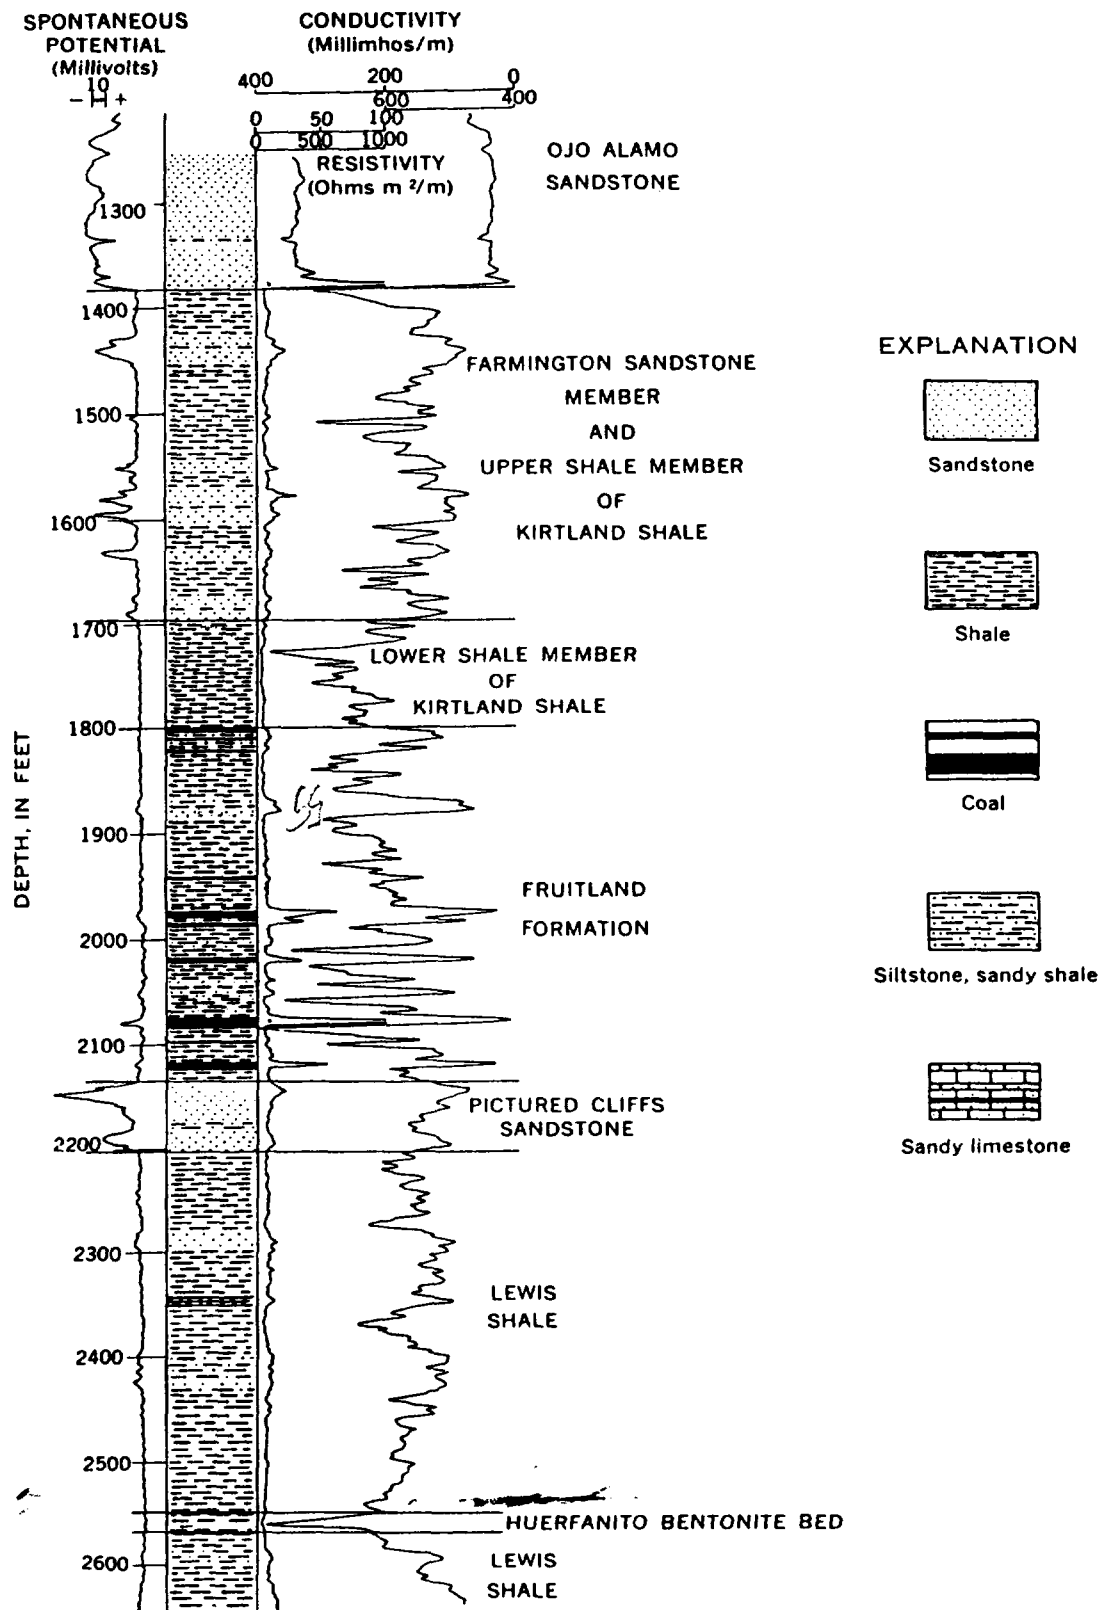 SPONTANEOUS
POTENTIAL
(Millivolts)
10
- +
CONDUCTIVITY
(Millimhos/m)
400 200 0
600 400
0 50 100
0 500 1000
RESISTIVITY
(Ohms m²/m)
OJO ALAMO
SANDSTONE
1300
1400
FARMINGTON SANDSTONE
MEMBER
AND
UPPER SHALE MEMBER
OF
KIRTLAND SHALE
1500
1600
1700
LOWER SHALE MEMBER
OF
KIRTLAND SHALE
1800
DEPTH, IN FEET
1900
FRUITLAND
FORMATION
2000
2100
PICTURED CLIFFS
SANDSTONE
2200
2300
LEWIS
SHALE
2400
2500
HUERFANITO BENTONITE BED
2600
LEWIS
SHALE
EXPLANATION
Sandstone
Shale
Coal
Siltstone, sandy shale
Sandy limestone